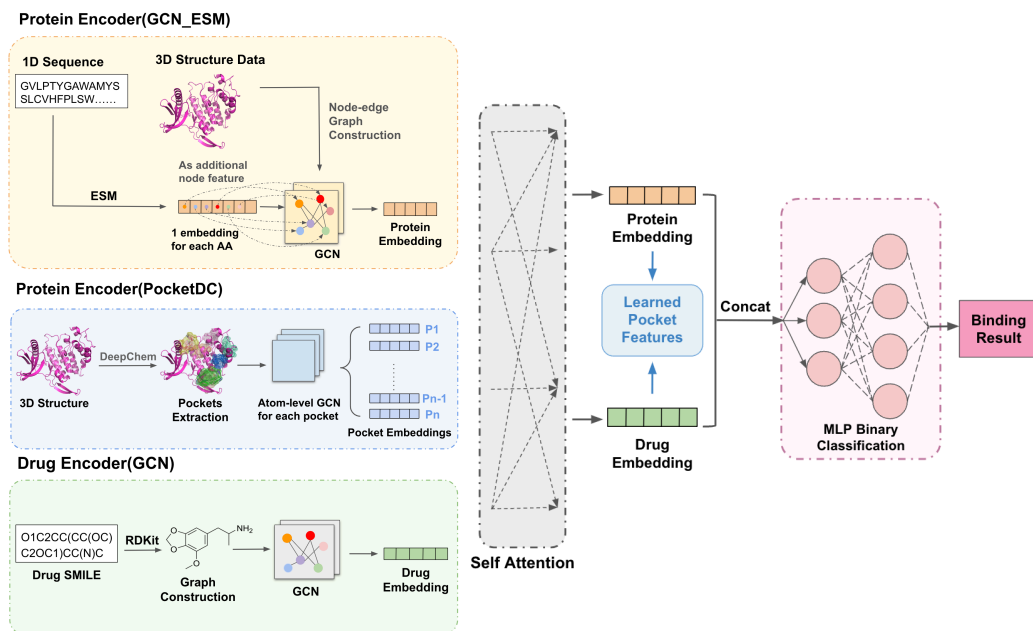 Protein Encoder(GCN_ESM)
1D Sequence
GVLPTYGAWAMYS
SLCVHFPLSW......
3D Structure Data
Node-edge
Graph
Construction
As additional
node feature
ESM
1 embedding
for each AA
GCN
Protein
Embedding
Protein Encoder(PocketDC)
3D Structure
DeepChem
Pockets
Extraction
Atom-level GCN
for each pocket
P1
P2
Pn-1
Pn
Pocket Embeddings
Drug Encoder(GCN)
O1C2CC(CC(OC)
C2OC1)CC(N)C
Drug SMILE
RDKit
O
O
O
NH2
Graph
Construction
GCN
Drug
Embedding
Self Attention
Protein
Embedding
Learned
Pocket
Features
Drug
Embedding
Concat
MLP Binary
Classification
Binding
Result